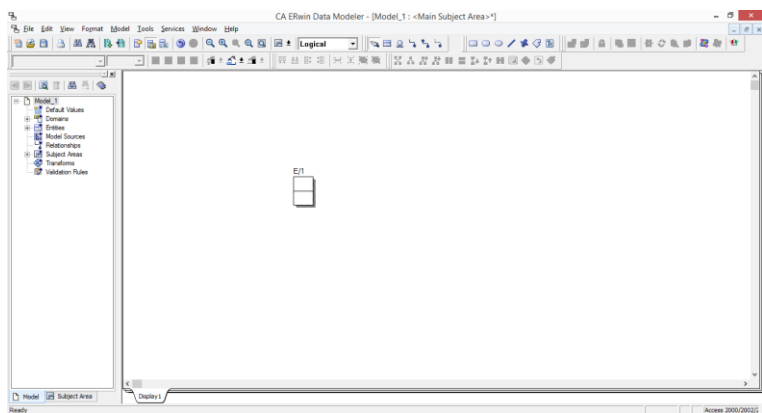 CA ERwin Data Modeler - [Model_1 : <Main Subject Area>*]
File Edit View Format Model Tools Services Window Help
Logical
Model_1
Default Values
Domains
Entities
Model Sources
Relationships
Subject Areas
Transforms
Validation Rules
E/1
Model Subject Area
Display1
Ready
Access 2000/2002/2